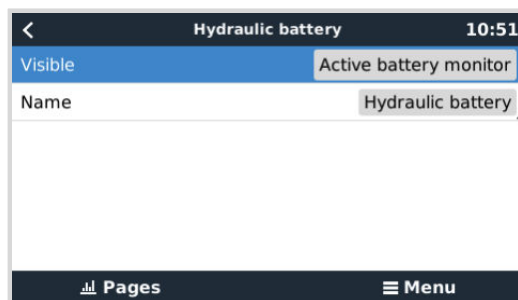 Hydraulic battery 10:51
Visible Active battery monitor
Name Hydraulic battery
Pages Menu